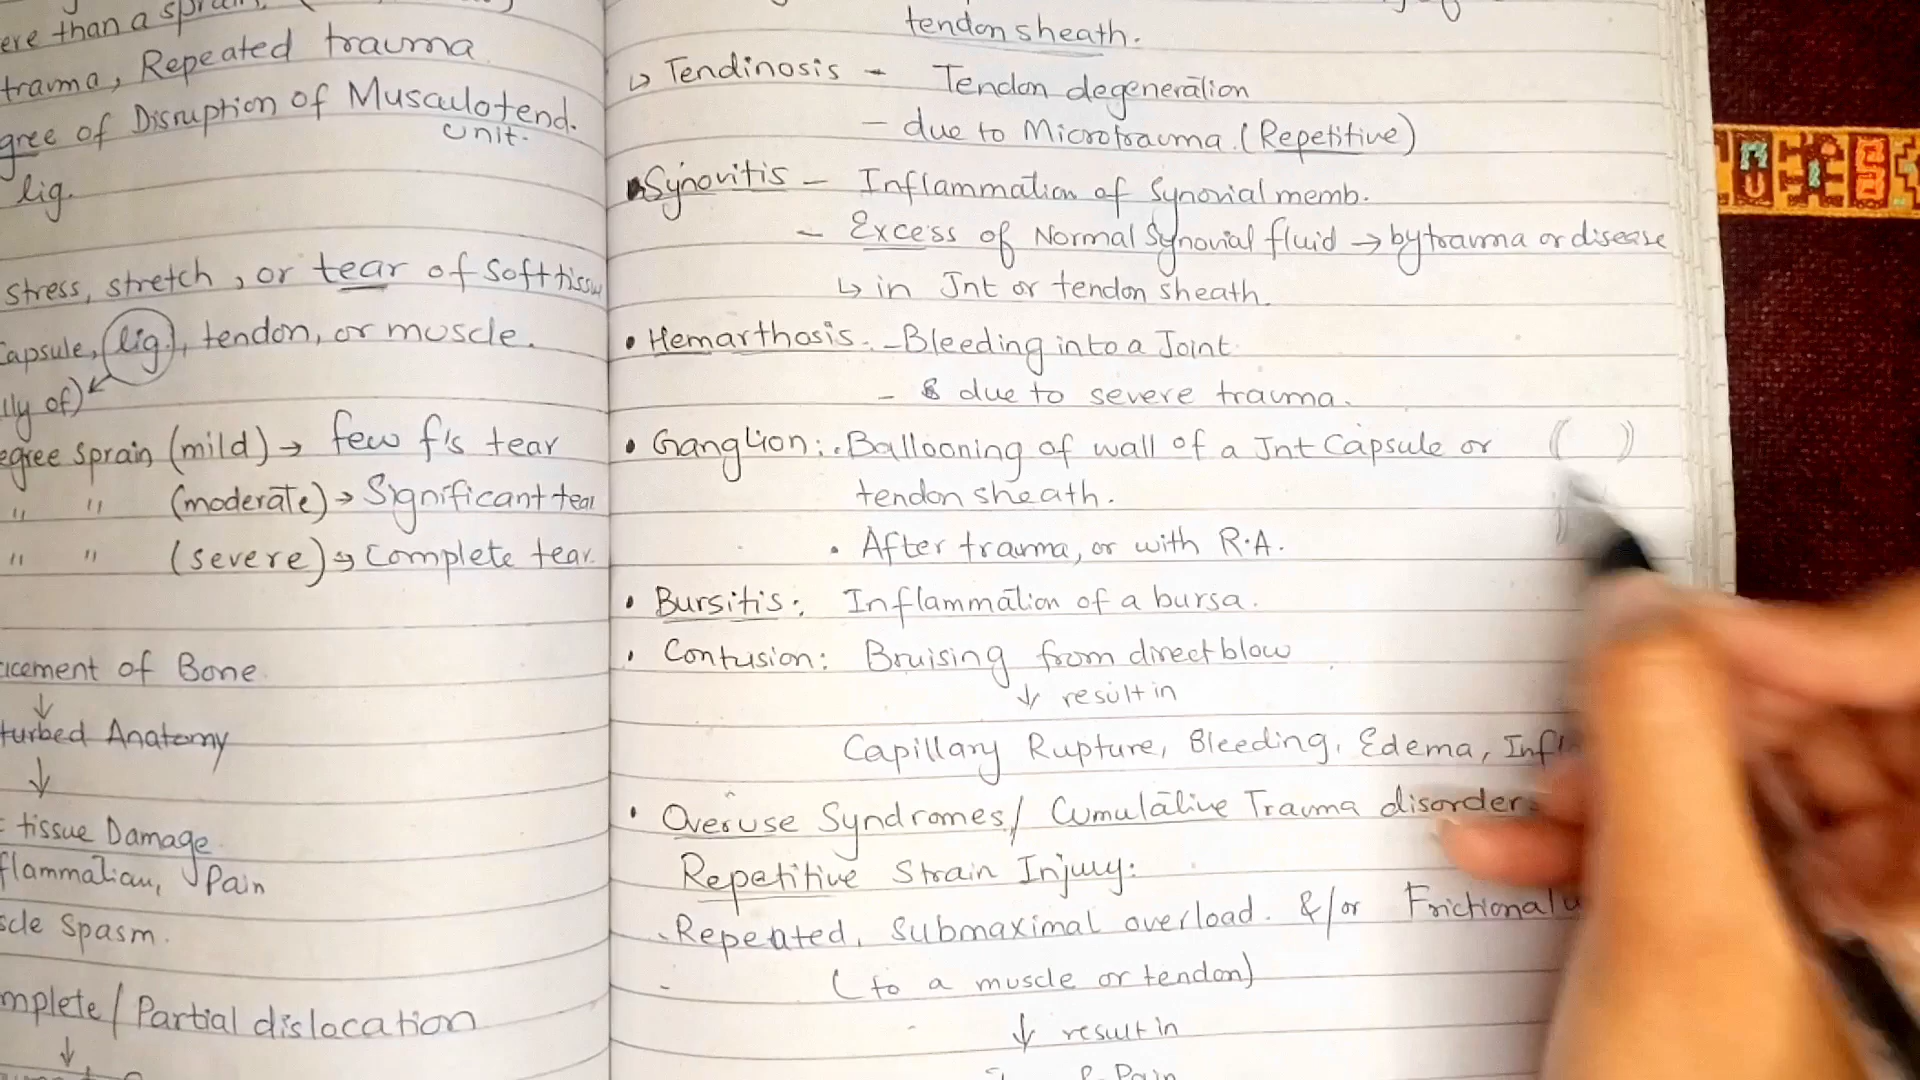 ere than a sprain.
trauma, Repeated trauma
gree of Disruption of Musculotend.
unit.
lig.
stress, stretch, or tear of soft tissu
Capsule, lig., tendon, or muscle.
lly of)
egree sprain (mild) → few f's tear
" " (moderate) → Significant tear
" " (severe) → Complete tear.
acement of Bone
↓
turbed Anatomy
↓
tissue Damage
flammation, Pain
scle Spasm.
mplete / Partial dislocation
↓
tendon sheath.
↳ Tendinosis - Tendon degeneration
- due to Microtrauma. (Repetitive)
Synovitis - Inflammation of Synovial memb.
- Excess of Normal Synovial fluid → by trauma or disease
↳ in Jnt or tendon sheath.
• Hemarthosis - Bleeding into a Joint
- due to severe trauma.
• Ganglion: Ballooning of wall of a Jnt Capsule or ( )
tendon sheath.
• After trauma, or with R.A.
• Bursitis: Inflammation of a bursa.
• Contusion: Bruising from direct blow
↓ result in
Capillary Rupture, Bleeding, Edema, Infl
• Overuse Syndromes / Cumulative Trauma disorder
Repetitive Strain Injury:
Repeated, submaximal overload. &/or Frictional
- (to a muscle or tendon)
↓ result in
Pain